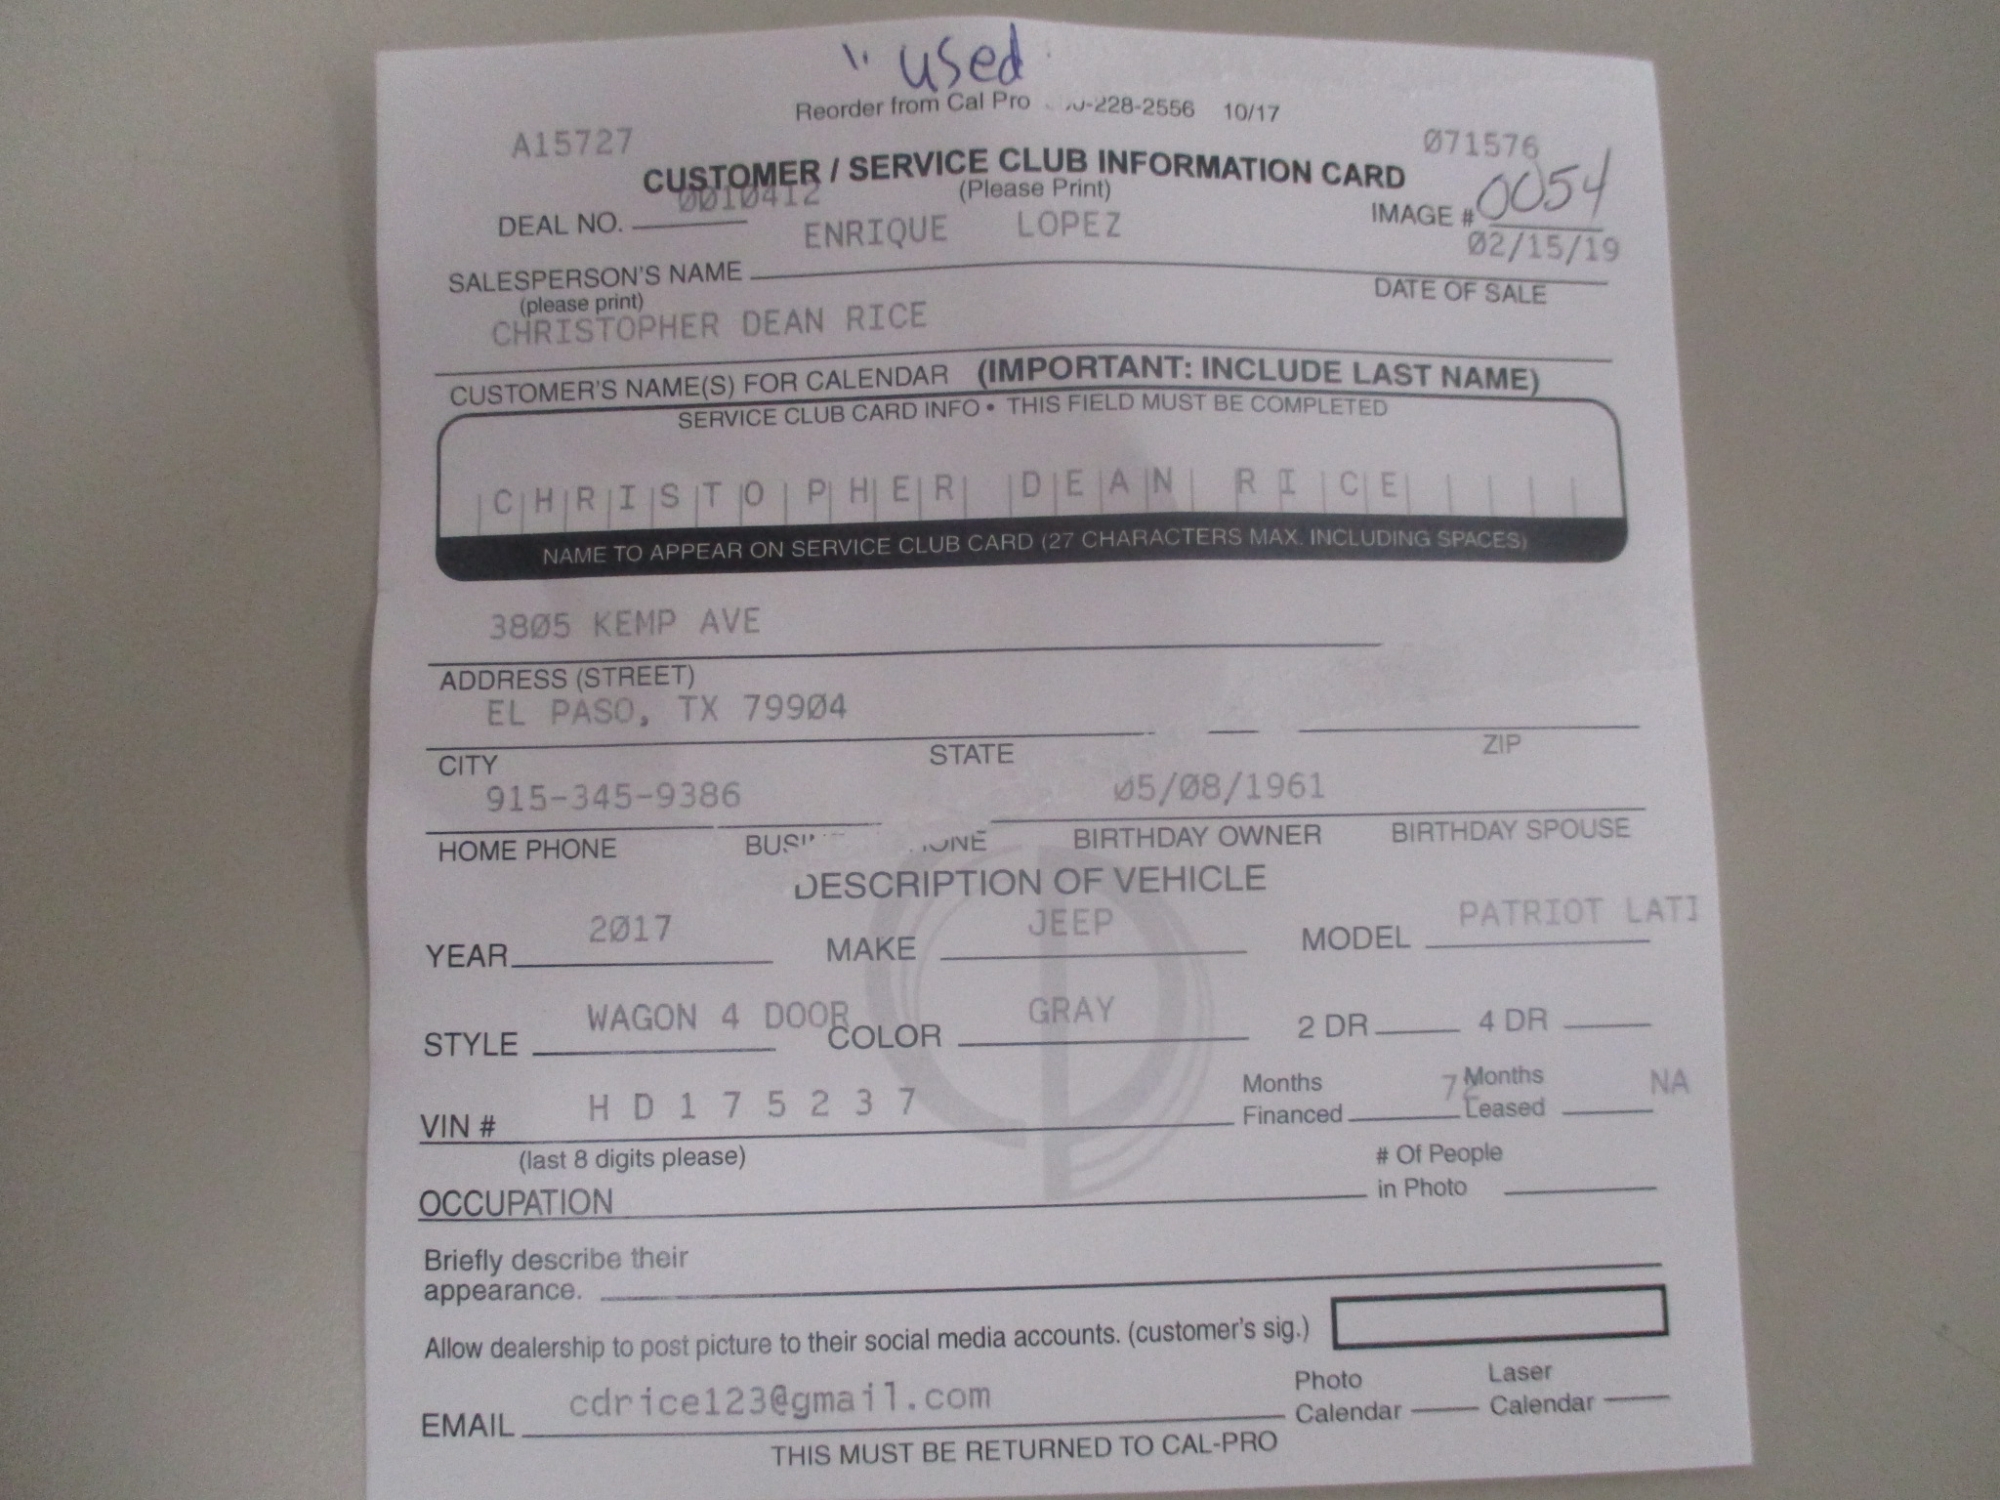 " used
Reorder from Cal Pro 0-228-2556 10/17
A15727 071576
CUSTOMER / SERVICE CLUB INFORMATION CARD
(Please Print)
DEAL NO. 0010412 IMAGE # 0054
ENRIQUE LOPEZ 02/15/19
SALESPERSON'S NAME DATE OF SALE
(please print)
CHRISTOPHER DEAN RICE
CUSTOMER'S NAME(S) FOR CALENDAR (IMPORTANT: INCLUDE LAST NAME)
SERVICE CLUB CARD INFO • THIS FIELD MUST BE COMPLETED
CHRISTOPHER DEAN RICE
NAME TO APPEAR ON SERVICE CLUB CARD (27 CHARACTERS MAX. INCLUDING SPACES)
3805 KEMP AVE
ADDRESS (STREET)
EL PASO, TX 79904
CITY STATE ZIP
915-345-9386 05/08/1961
HOME PHONE BIRTHDAY OWNER BIRTHDAY SPOUSE
DESCRIPTION OF VEHICLE
YEAR 2017 MAKE JEEP MODEL PATRIOT LATI
STYLE WAGON 4 DOOR COLOR GRAY 2 DR 4 DR
VIN # H D 1 7 5 2 3 7 Months Financed Months Leased NA
(last 8 digits please)
OCCUPATION # Of People in Photo
Briefly describe their
appearance.
Allow dealership to post picture to their social media accounts. (customer's sig.)
EMAIL cdrice123@gmail.com Photo Calendar Laser Calendar
THIS MUST BE RETURNED TO CAL-PRO